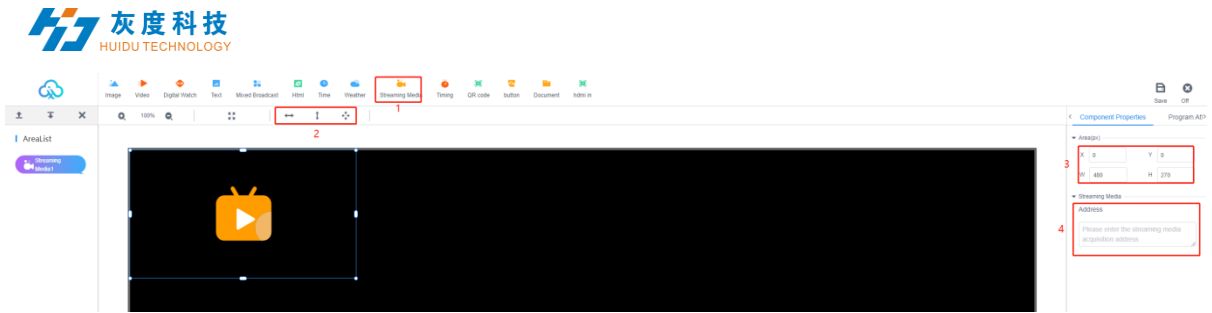 灰度科技
HUIDU TECHNOLOGY
Image Video Digital Watch Text Mixed Broadcast Html Time Weather Streaming Media Timing QR code button Document hdmi in
Save Off
1
100%
2
Component Properties
AreaList
Streaming
Media1
Area(px)
X 0 Y 0
3
W 480 H 270
Streaming Media
Address
4
Please enter the streaming media
acquisition address